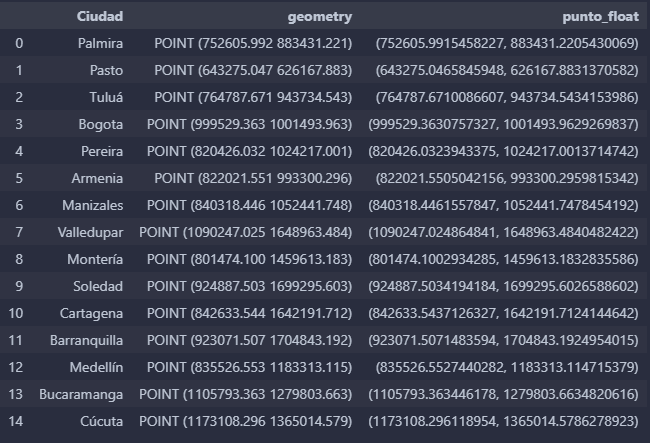 Ciudad geometry punto_float
0 Palmira POINT (752605.992 883431.221) (752605.9915458227, 883431.2205430069)
1 Pasto POINT (643275.047 626167.883) (643275.0465845948, 626167.8831370582)
2 Tuluá POINT (764787.671 943734.543) (764787.6710086607, 943734.5434153986)
3 Bogota POINT (999529.363 1001493.963) (999529.3630757327, 1001493.9629269837)
4 Pereira POINT (820426.032 1024217.001) (820426.0323943375, 1024217.0013714742)
5 Armenia POINT (822021.551 993300.296) (822021.5505042156, 993300.2959815342)
6 Manizales POINT (840318.446 1052441.748) (840318.4461557847, 1052441.7478454192)
7 Valledupar POINT (1090247.025 1648963.484) (1090247.024864841, 1648963.4840482422)
8 Montería POINT (801474.100 1459613.183) (801474.1002934285, 1459613.1832835586)
9 Soledad POINT (924887.503 1699295.603) (924887.5034194184, 1699295.6026588602)
10 Cartagena POINT (842633.544 1642191.712) (842633.5437126327, 1642191.7124144642)
11 Barranquilla POINT (923071.507 1704843.192) (923071.5071483594, 1704843.1924954015)
12 Medellín POINT (835526.553 1183313.115) (835526.5527440282, 1183313.114715379)
13 Bucaramanga POINT (1105793.363 1279803.663) (1105793.363446178, 1279803.6634820616)
14 Cúcuta POINT (1173108.296 1365014.579) (1173108.296118954, 1365014.5786278923)